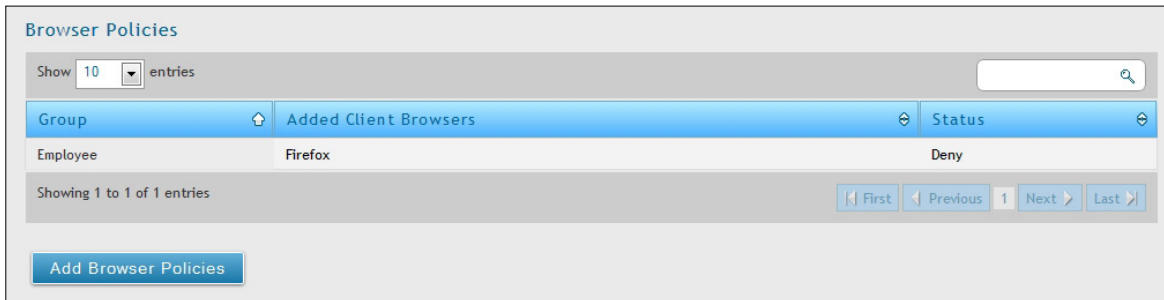 Browser Policies
Show 10 entries
Group Added Client Browsers Status
Employee Firefox Deny
Showing 1 to 1 of 1 entries First Previous 1 Next Last
Add Browser Policies